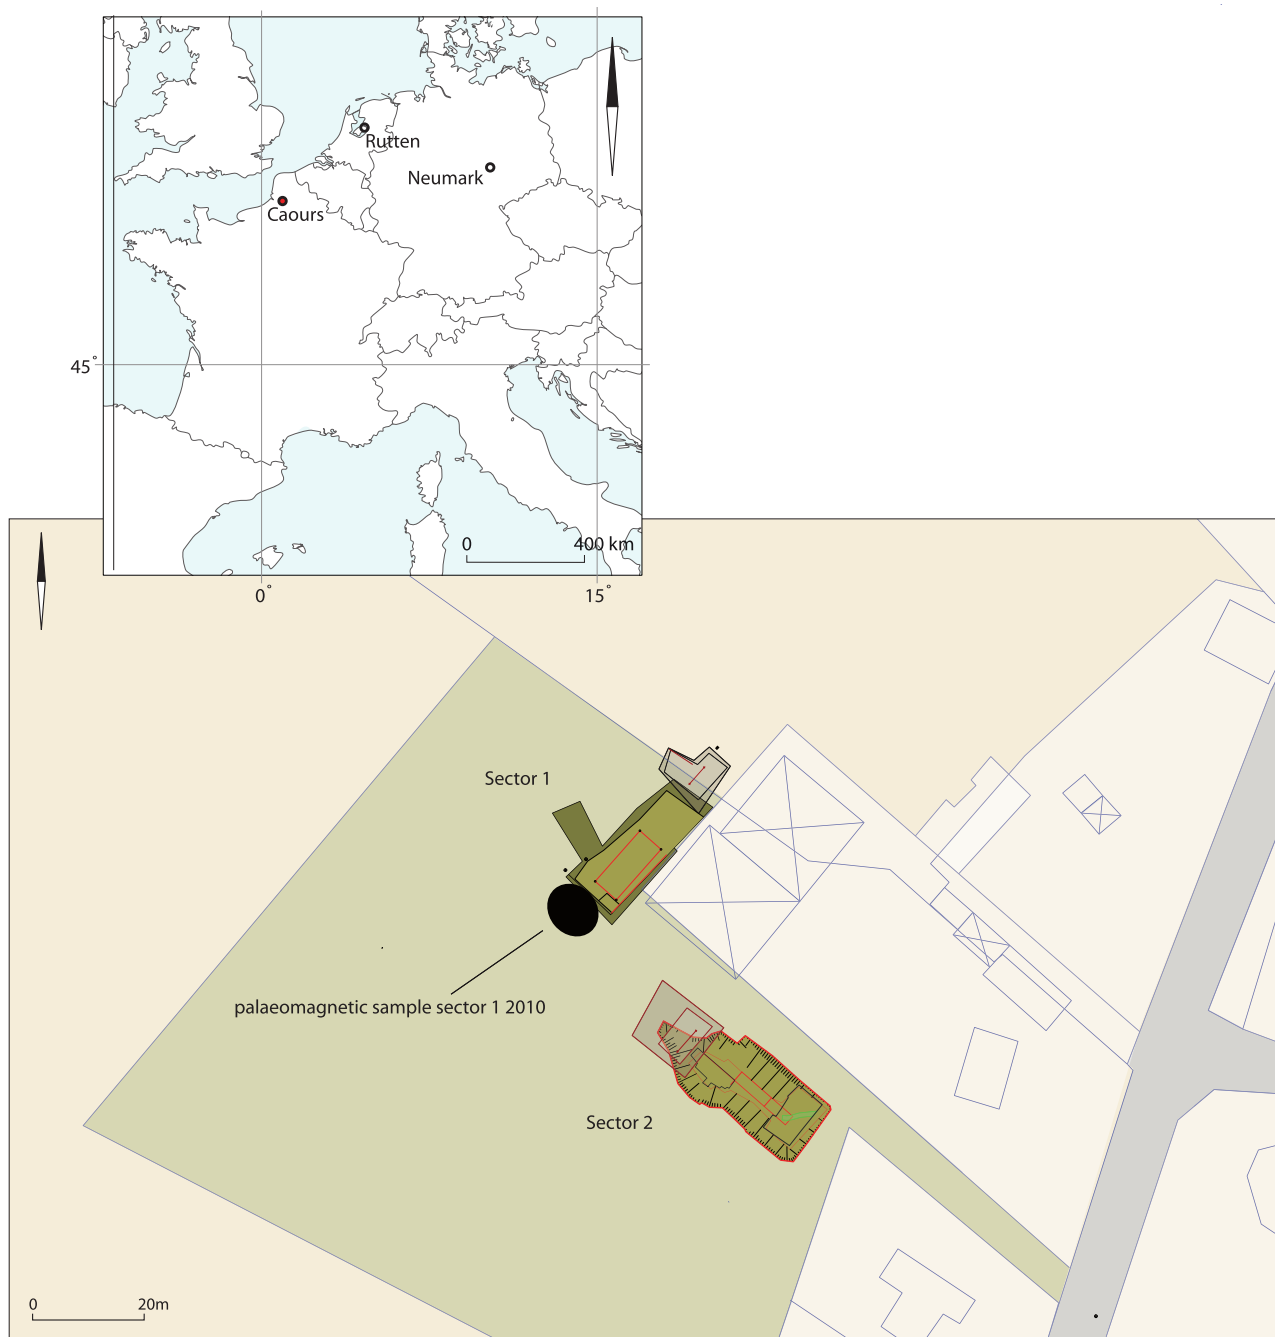 Rutten
Neumark
Caours
45°
0
400 km
0°
15°
Sector 1
palaeomagnetic sample sector 1 2010
Sector 2
0
20m